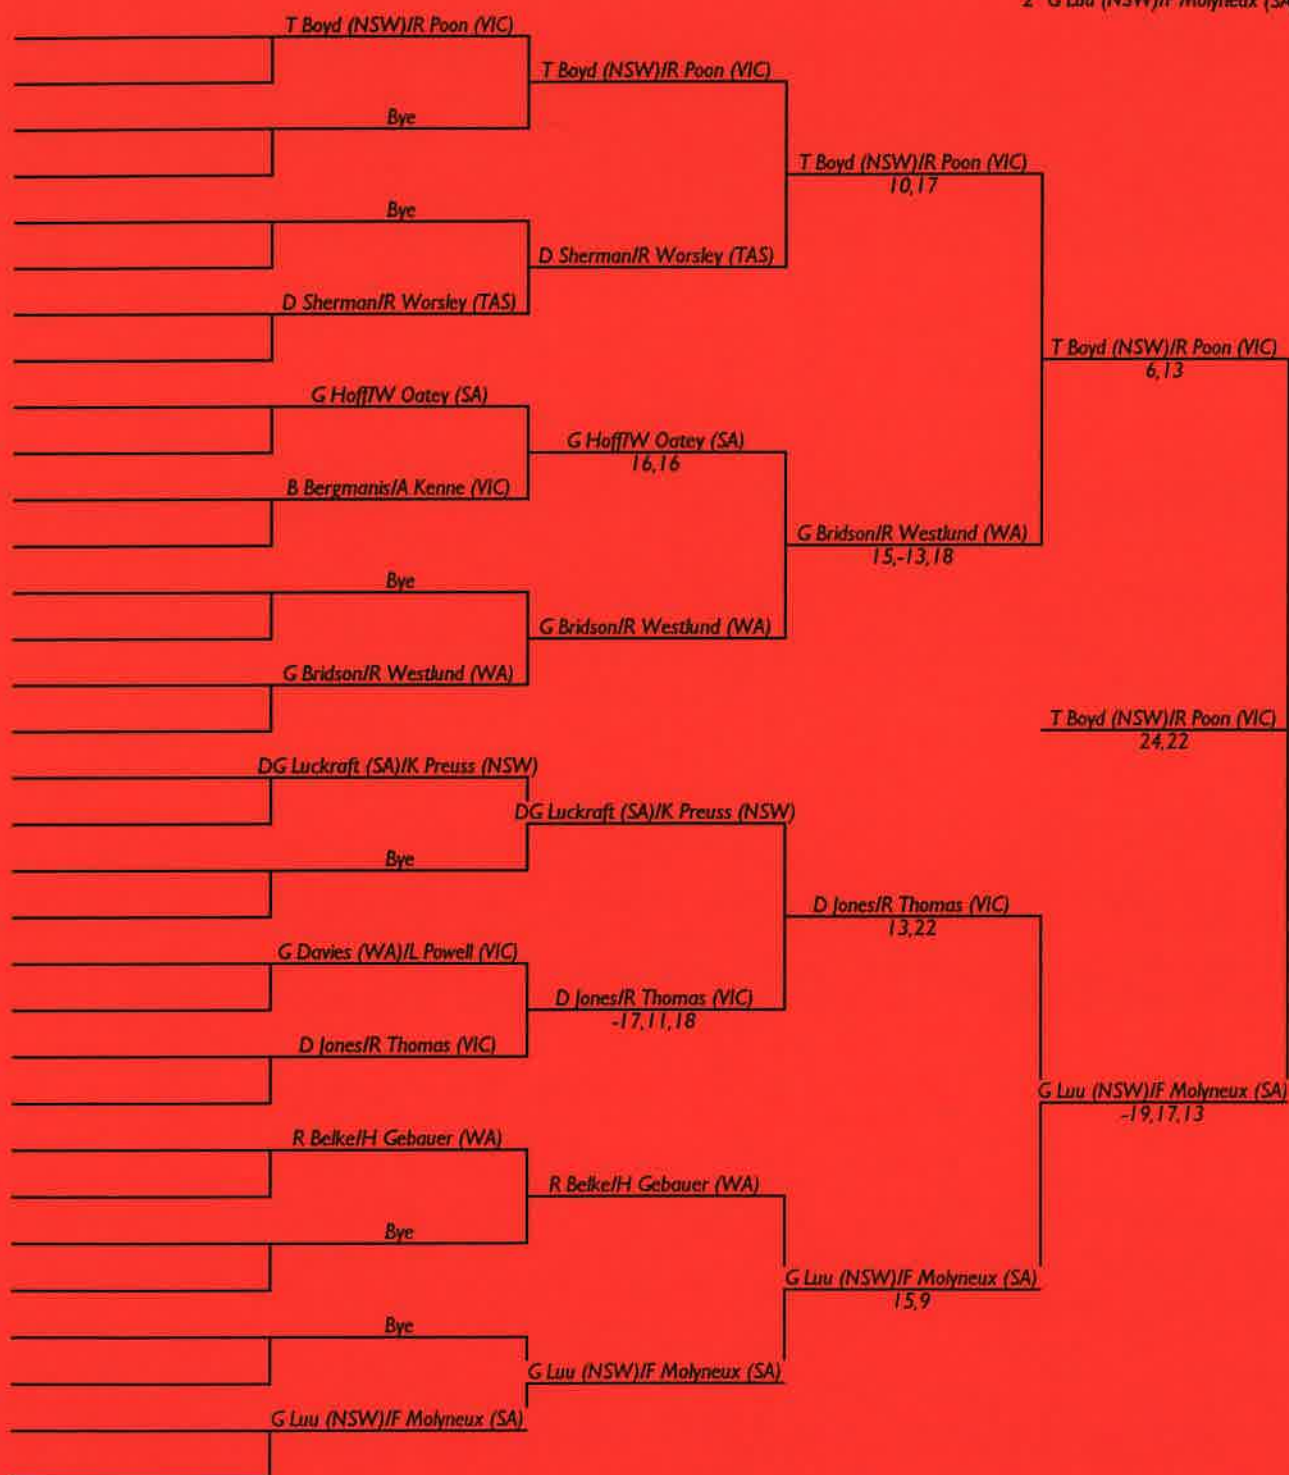 2 G Luu (NSW)/F Molyneux (SA
T Boyd (NSW)/R Poon (VIC)
T Boyd (NSW)/R Poon (VIC)
Bye
T Boyd (NSW)/R Poon (VIC)
10,17
Bye
D Sherman/R Worsley (TAS)
D Sherman/R Worsley (TAS)
T Boyd (NSW)/R Poon (VIC)
6,13
G Hoff/W Oatey (SA)
G Hoff/W Oatey (SA)
16,16
B Bergmanis/A Kenne (VIC)
G Bridson/R Westlund (WA)
15,-13,18
Bye
G Bridson/R Westlund (WA)
G Bridson/R Westlund (WA)
T Boyd (NSW)/R Poon (VIC)
24,22
DG Luckraft (SA)/K Preuss (NSW)
DG Luckraft (SA)/K Preuss (NSW)
Bye
D Jones/R Thomas (VIC)
13,22
G Davies (WA)/L Powell (VIC)
D Jones/R Thomas (VIC)
-17,11,18
D Jones/R Thomas (VIC)
G Luu (NSW)/F Molyneux (SA)
-19,17,13
R Belke/H Gebauer (WA)
R Belke/H Gebauer (WA)
Bye
G Luu (NSW)/F Molyneux (SA)
15,9
Bye
G Luu (NSW)/F Molyneux (SA)
G Luu (NSW)/F Molyneux (SA)